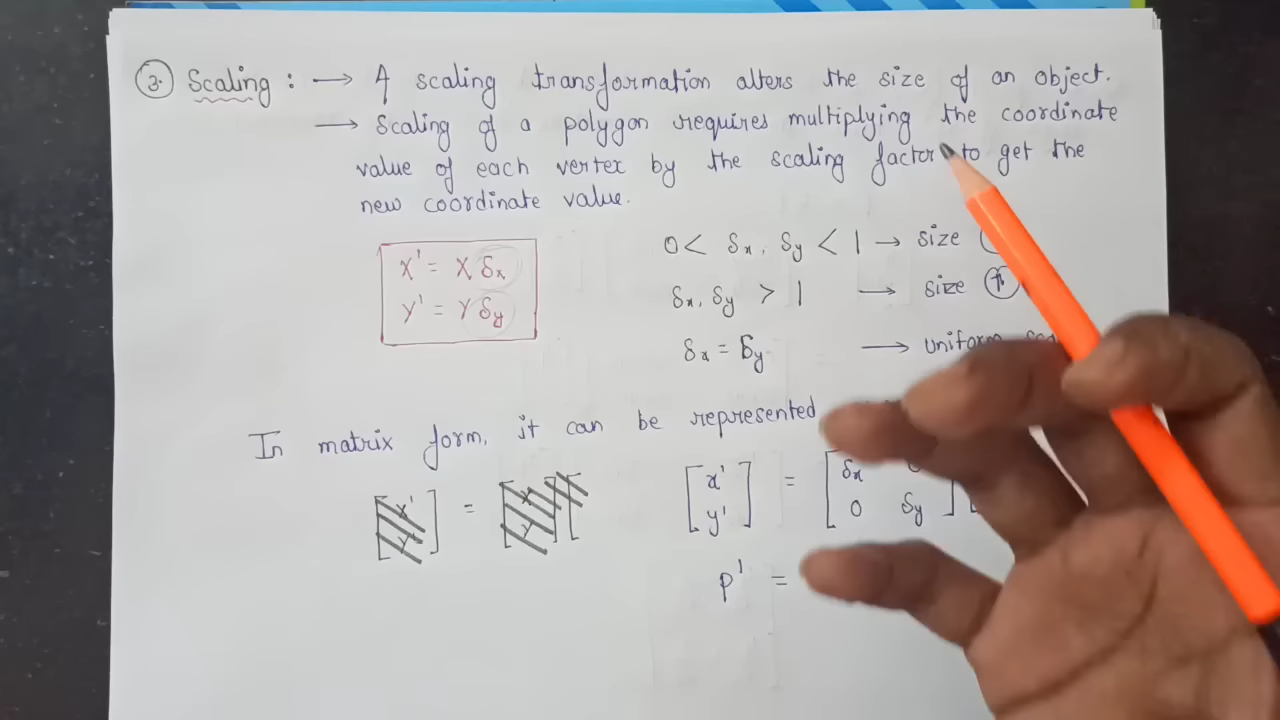 3. Scaling : → A scaling transformation alters the size of an object.
→ Scaling of a polygon requires multiplying the coordinate
value of each vertex by the scaling factor to get the
new coordinate value.
X' = X Sx
Y' = Y Sy
0 < Sx, Sy < 1 → size
Sx, Sy > 1 → size ↑
Sx = Sy → uniform
In matrix form, it can be represented
[x' y'] = [Sx 0 Sy] [
P' =